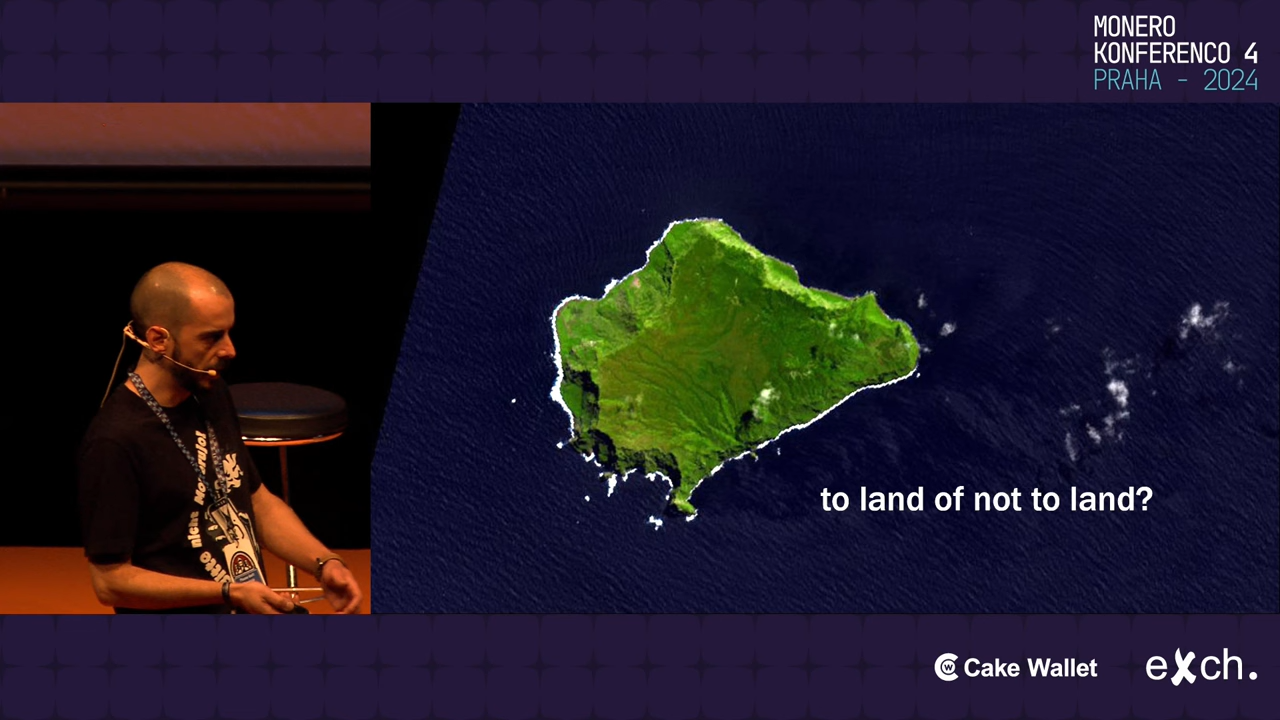 MONERO
KONFERENCO 4
PRAHA - 2024
to land of not to land?
Cake Wallet
exch.